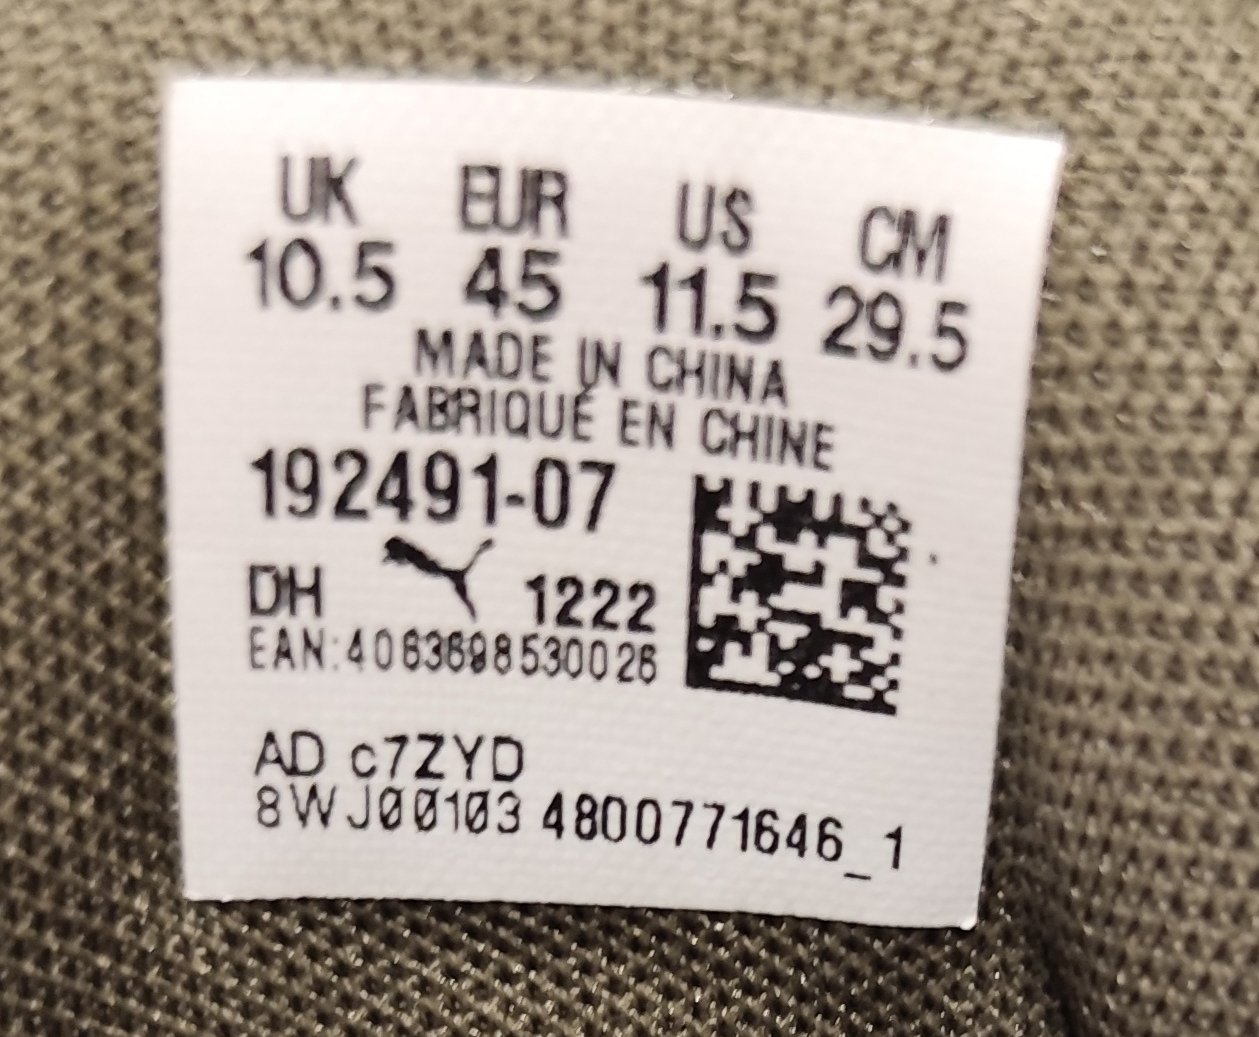 UK EUR US CM
10.5 45 11.5 29.5
MADE IN CHINA
FABRIQUÉ EN CHINE
192491-07
DH 1222
EAN:4063698530026
AD c7ZYD
8WJ00103 4800771646_1